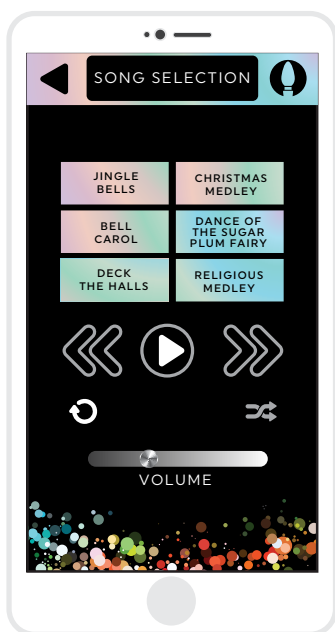 SONG SELECTION
JINGLE
BELLS
CHRISTMAS
MEDLEY
BELL
CAROL
DANCE OF
THE SUGAR
PLUM FAIRY
DECK
THE HALLS
RELIGIOUS
MEDLEY
VOLUME